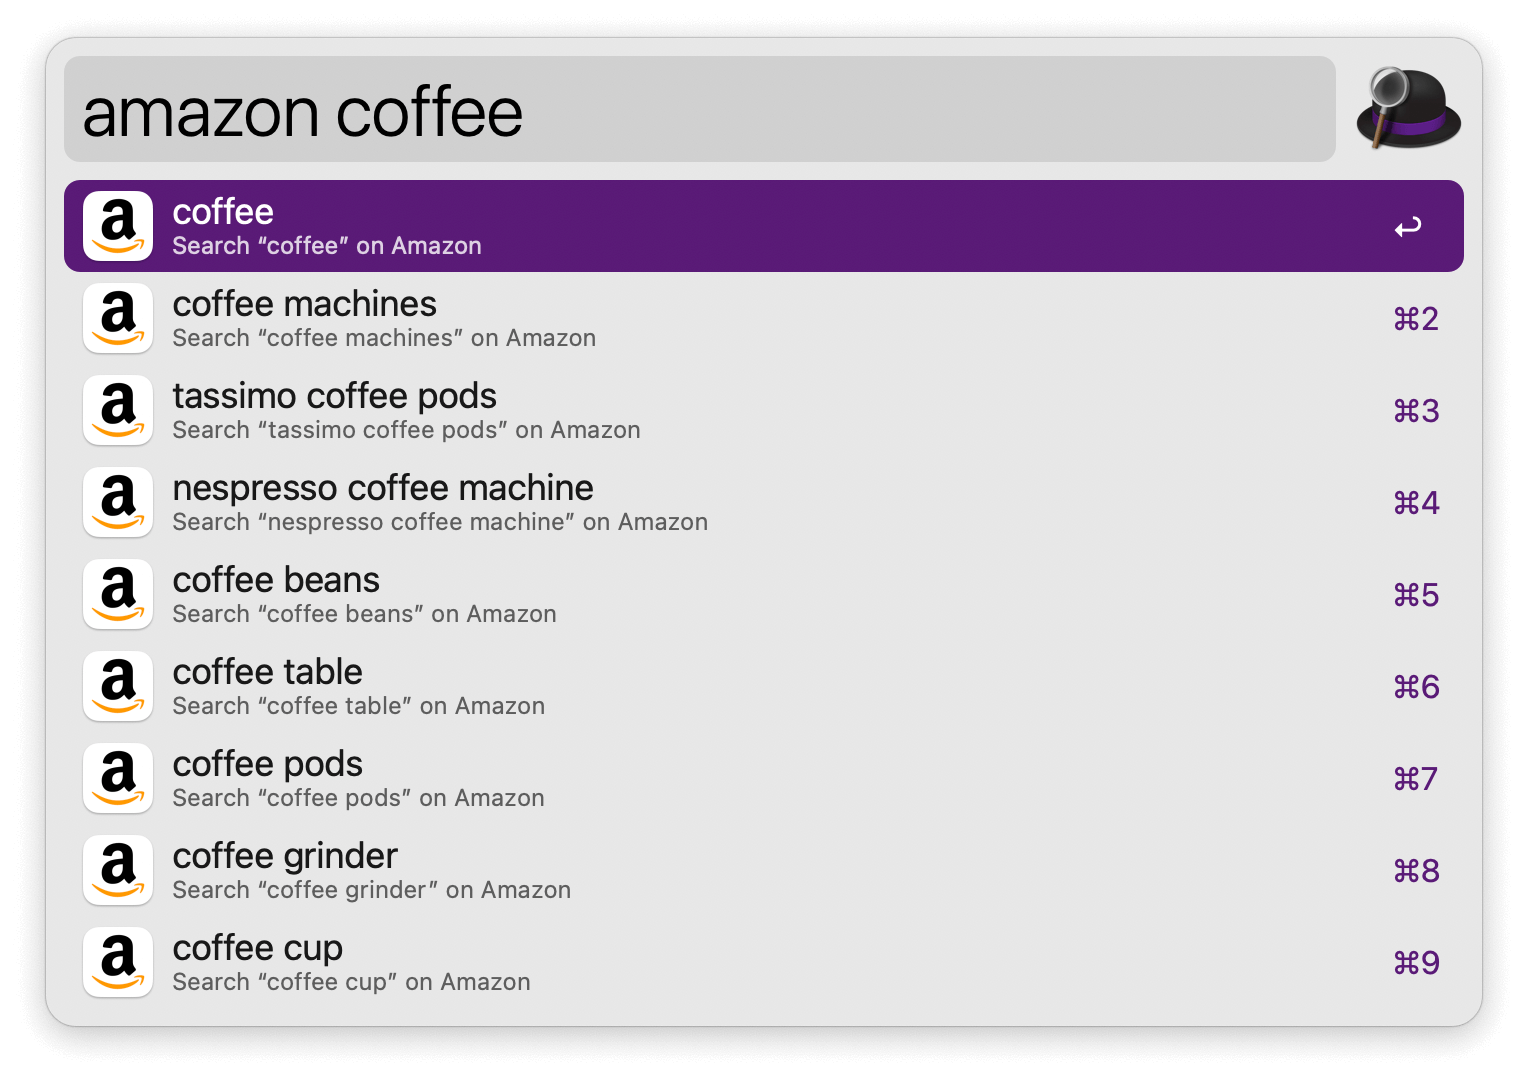 amazon coffee
coffee
Search “coffee” on Amazon
coffee machines
Search “coffee machines” on Amazon
⌘2
tassimo coffee pods
Search “tassimo coffee pods” on Amazon
⌘3
nespresso coffee machine
Search “nespresso coffee machine” on Amazon
⌘4
coffee beans
Search “coffee beans” on Amazon
⌘5
coffee table
Search “coffee table” on Amazon
⌘6
coffee pods
Search “coffee pods” on Amazon
⌘7
coffee grinder
Search “coffee grinder” on Amazon
⌘8
coffee cup
Search “coffee cup” on Amazon
⌘9